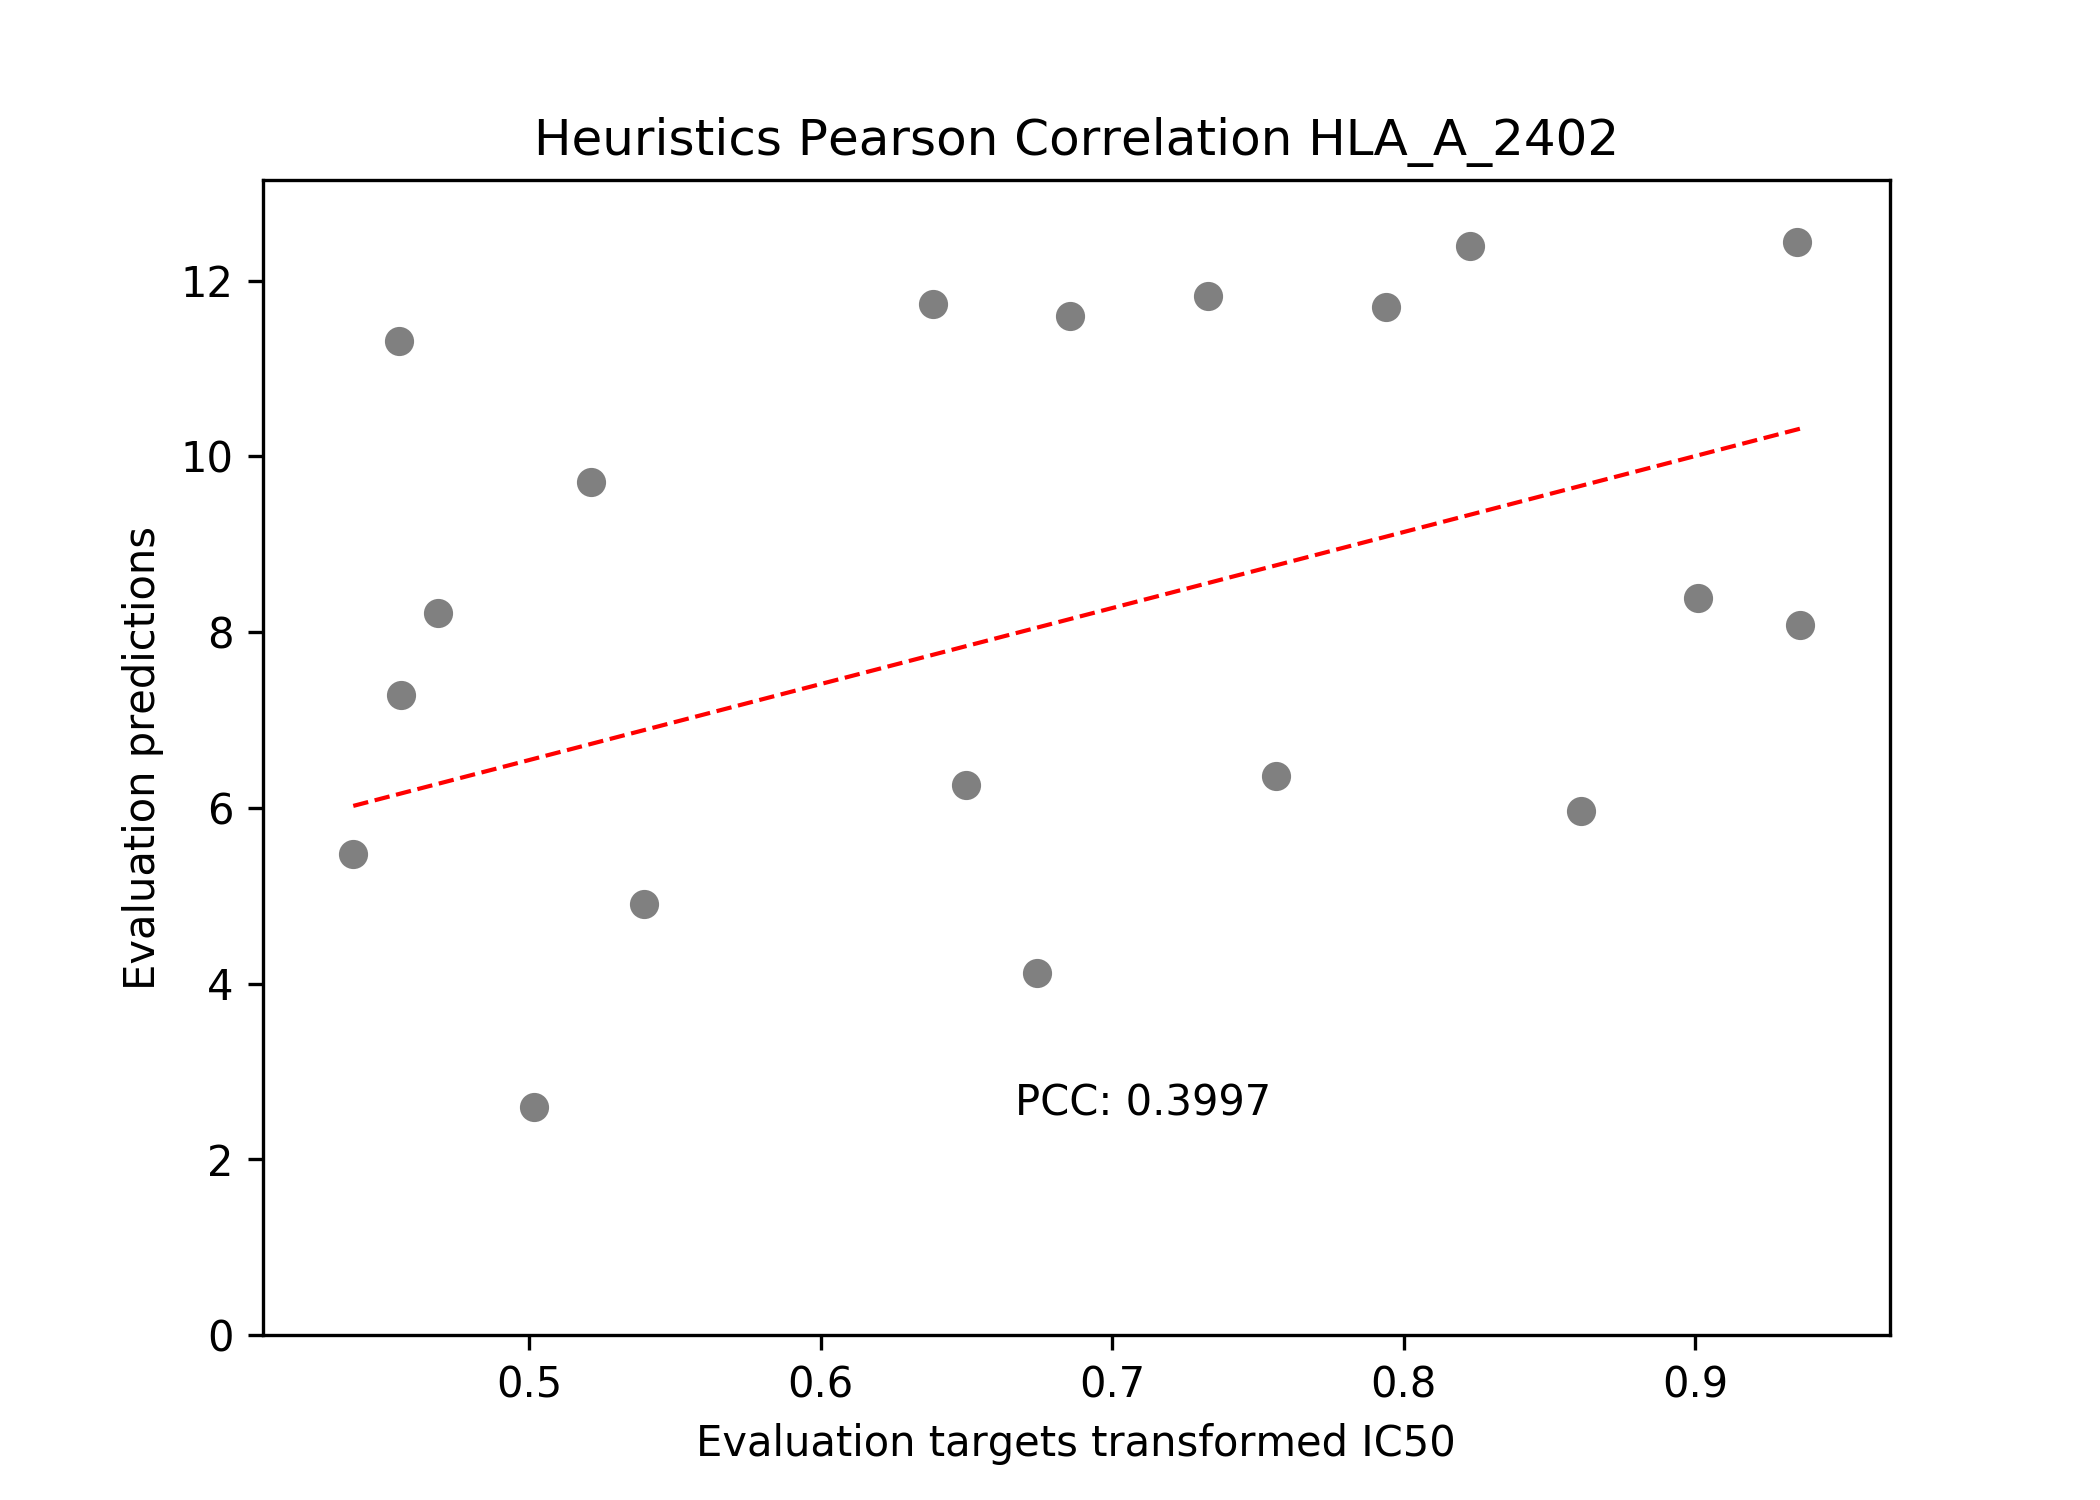 Heuristics Pearson Correlation HLA_A_2402
12
10
8
6
4
2
0
Evaluation predictions
PCC: 0.3997
0.5 0.6 0.7 0.8 0.9
Evaluation targets transformed IC50